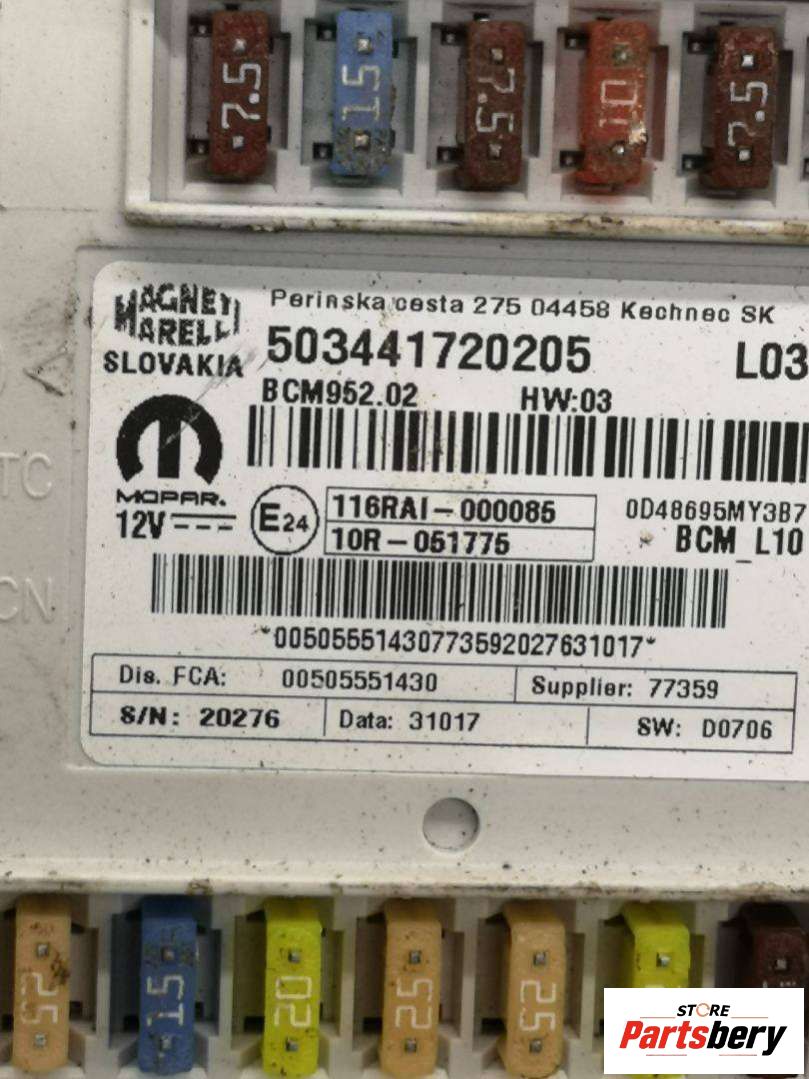 7.5 15 7.5 10 7.5
MAGNETI
MARELLI
SLOVAKIA
Perinska cesta 275 04458 Kechnec SK
503441720205 L03
BCM952.02 HW:03
TC
MOPAR.
12V
E24
116RAI-000085
10R-051775
0D48695MY3B7
BCM_L10
CN
*00505551430773592027631017*
Dis. FCA: 00505551430 Supplier: 77359
S/N: 20276 Data: 31017 SW: D0706
25 15 20 25 25
STORE
Partsbery